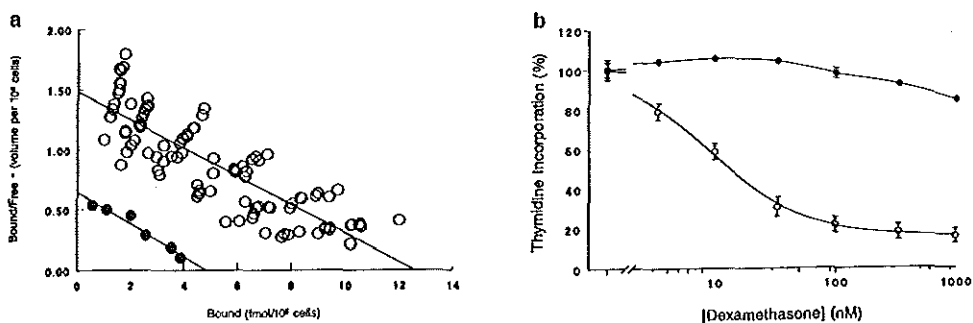 a
2.00
1.50
1.00
0.50
0.00
0 2 4 6 8 10 12 14
Bound/Free - (volume per 10⁶ cells)
Bound (fmol/10⁶ cells)
b
120
100
80
60
40
20
0
0 10 100 1000
Thymidine Incorporation (%)
[Dexamethasone] (nM)